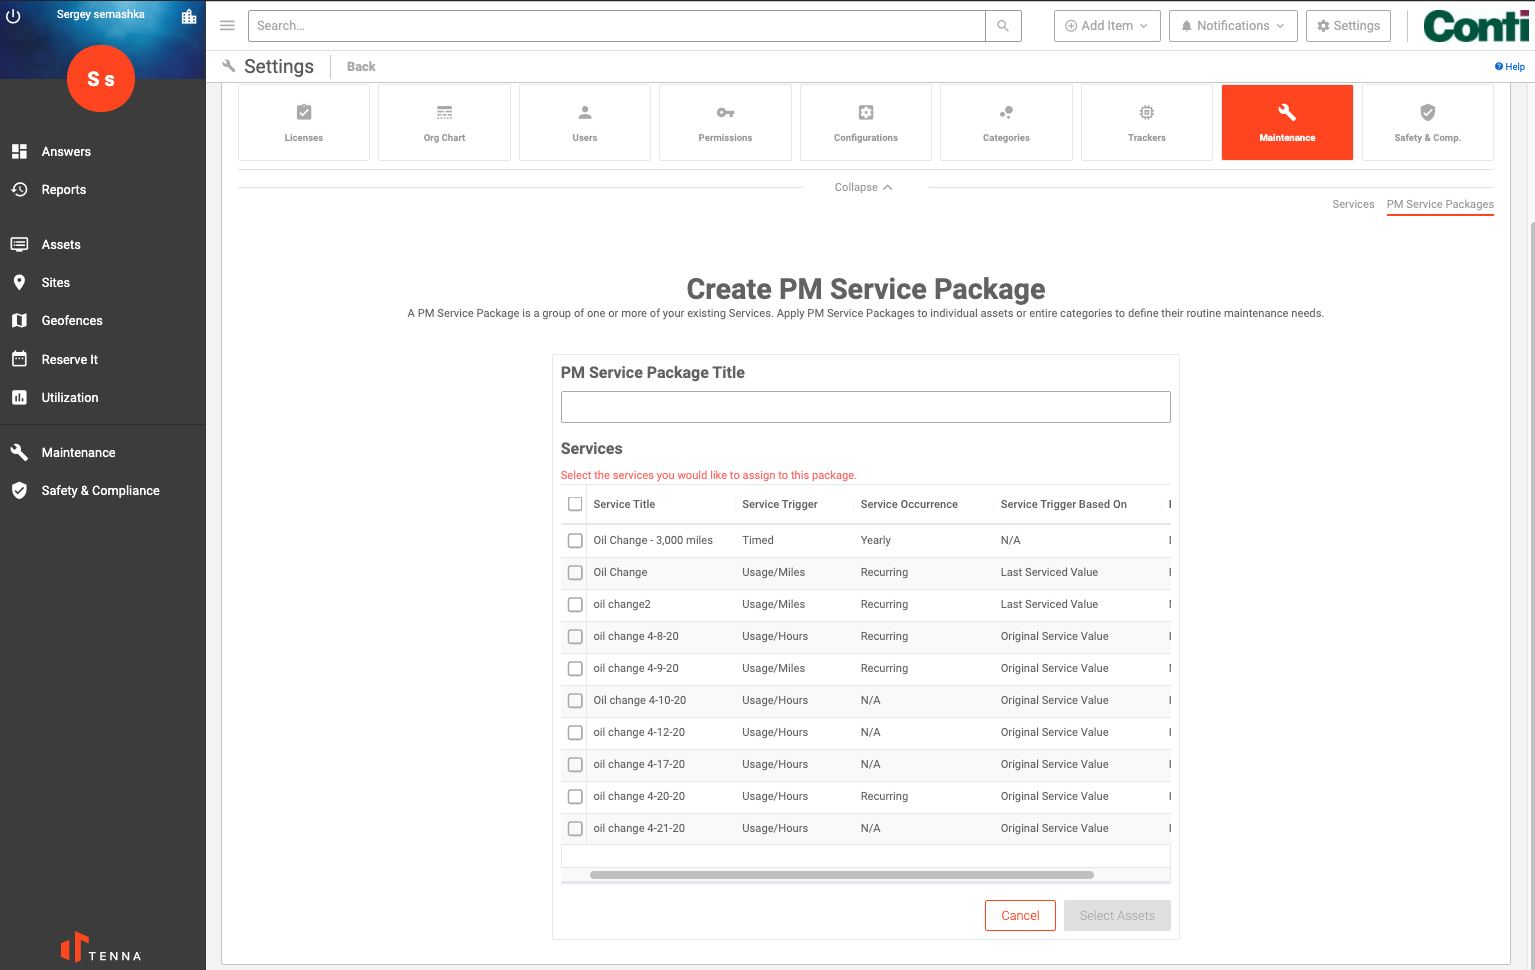 Sergey semashka
S s
Answers
Reports
Assets
Sites
Geofences
Reserve It
Utilization
Maintenance
Safety & Compliance
TENNA
Search...
Add Item
Notifications
Settings
Conti
Settings
Back
Help
Licenses
Org Chart
Users
Permissions
Configurations
Categories
Trackers
Maintenance
Safety & Comp.
Collapse
Services
PM Service Packages
Create PM Service Package
A PM Service Package is a group of one or more of your existing Services. Apply PM Service Packages to individual assets or entire categories to define their routine maintenance needs.
PM Service Package Title
Services
Select the services you would like to assign to this package.
Service Title Service Trigger Service Occurrence Service Trigger Based On
Oil Change - 3,000 miles Timed Yearly N/A
Oil Change Usage/Miles Recurring Last Serviced Value
oil change2 Usage/Miles Recurring Last Serviced Value
oil change 4-8-20 Usage/Hours Recurring Original Service Value
oil change 4-9-20 Usage/Miles Recurring Original Service Value
Oil change 4-10-20 Usage/Hours N/A Original Service Value
oil change 4-12-20 Usage/Hours N/A Original Service Value
oil change 4-17-20 Usage/Hours N/A Original Service Value
oil change 4-20-20 Usage/Hours Recurring Original Service Value
oil change 4-21-20 Usage/Hours N/A Original Service Value
Cancel
Select Assets